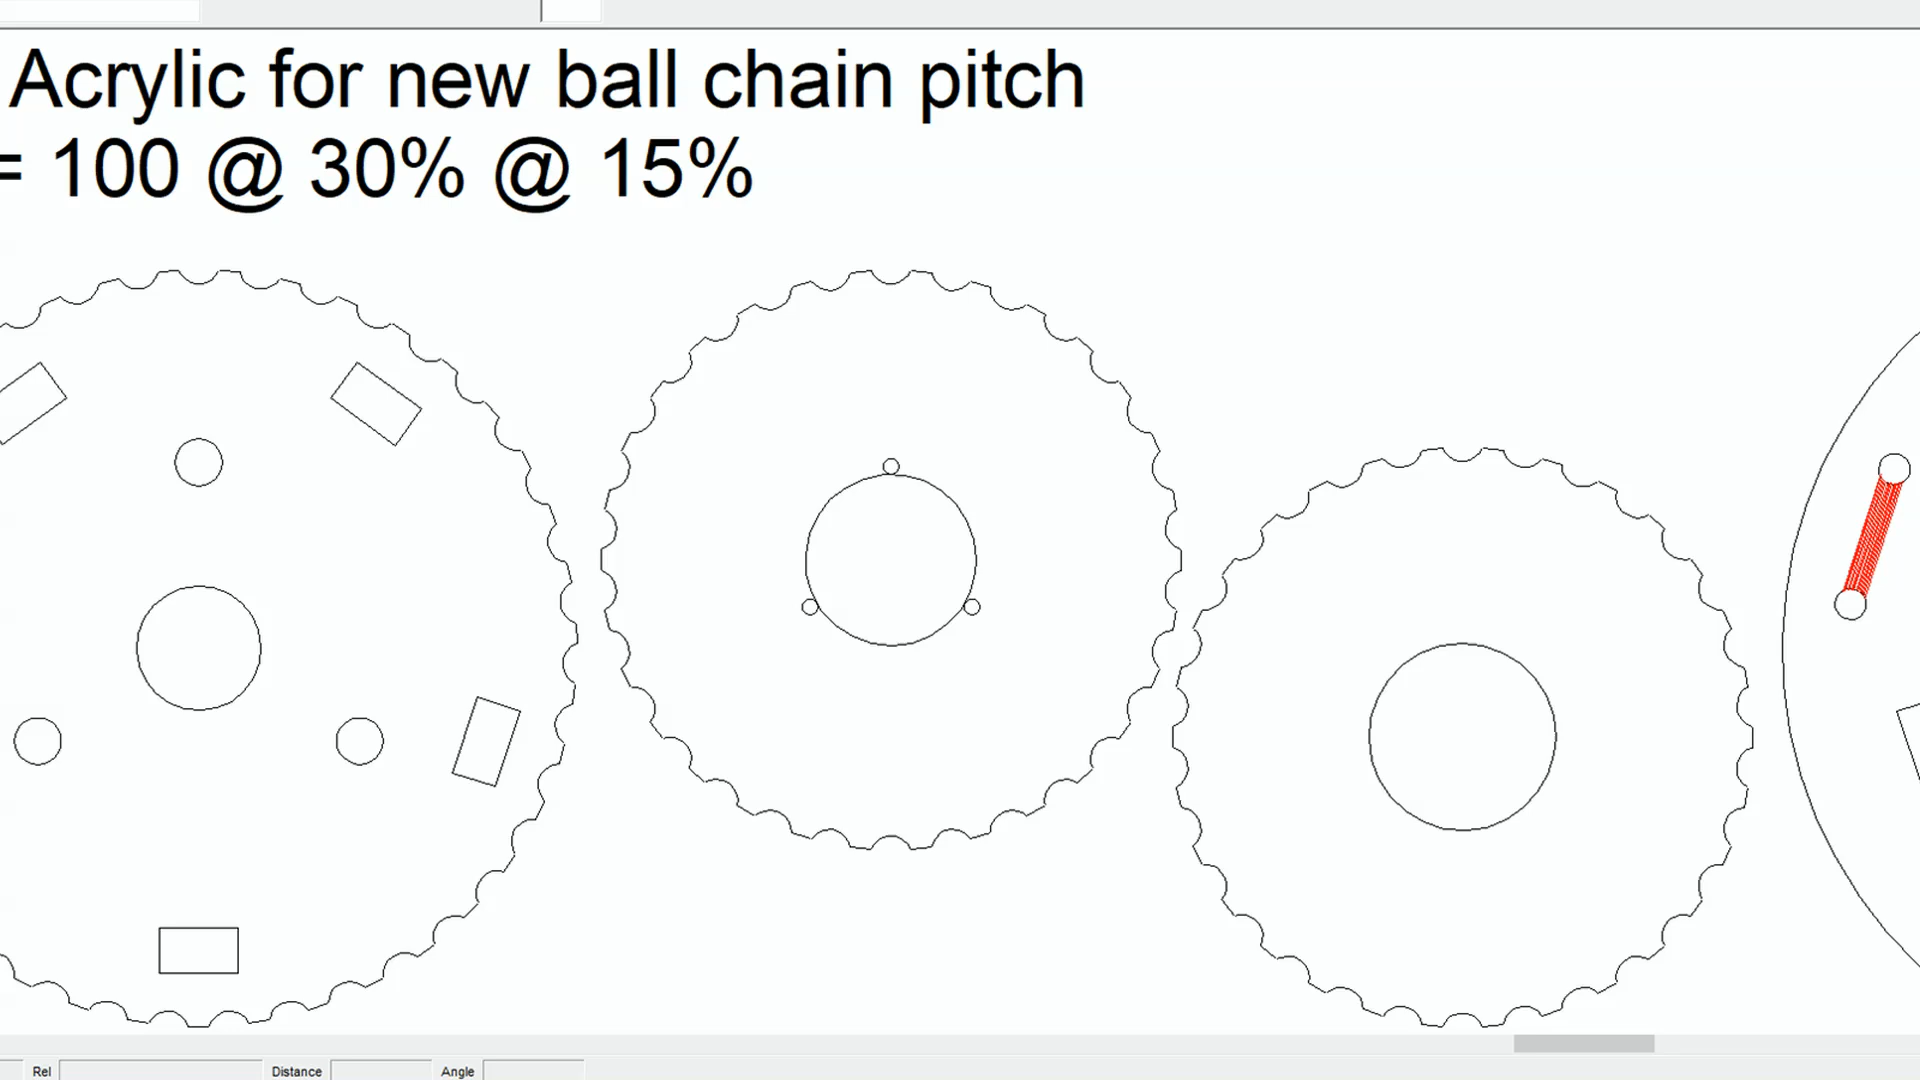 Acrylic for new ball chain pitch
= 100 @ 30% @ 15%
Rel Distance Angle